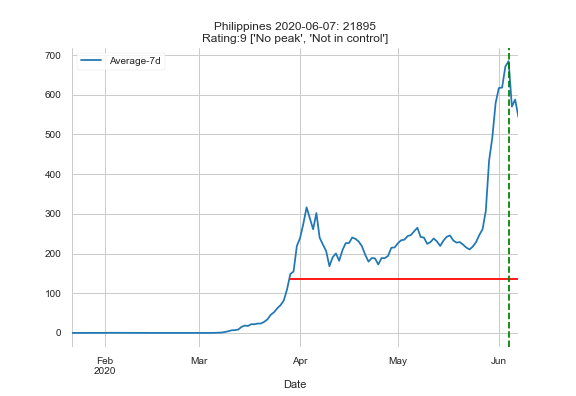 Philippines 2020-06-07: 21895
Rating:9 ['No peak', 'Not in control']
Average-7d
700
600
500
400
300
200
100
0
Feb
2020
Mar
Apr
May
Jun
Date